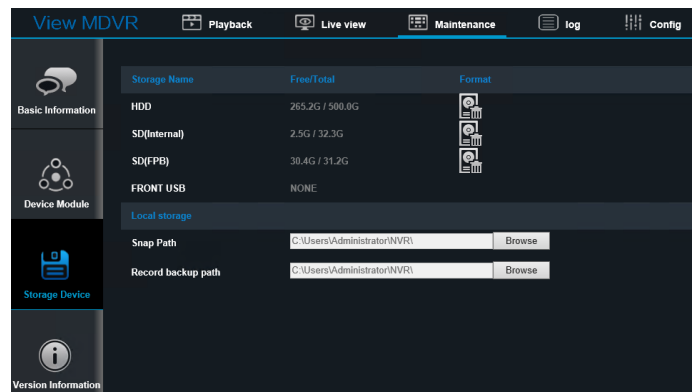 View MDVR Playback Live view Maintenance log Config
Basic Information
Device Module
Storage Device
Version Information
Storage Name Free/Total Format
HDD 265.2G / 500.0G
SD(Internal) 2.5G / 32.3G
SD(FPB) 30.4G / 31.2G
FRONT USB NONE
Local storage
Snap Path C:\Users\Administrator\NVR\ Browse
Record backup path C:\Users\Administrator\NVR\ Browse